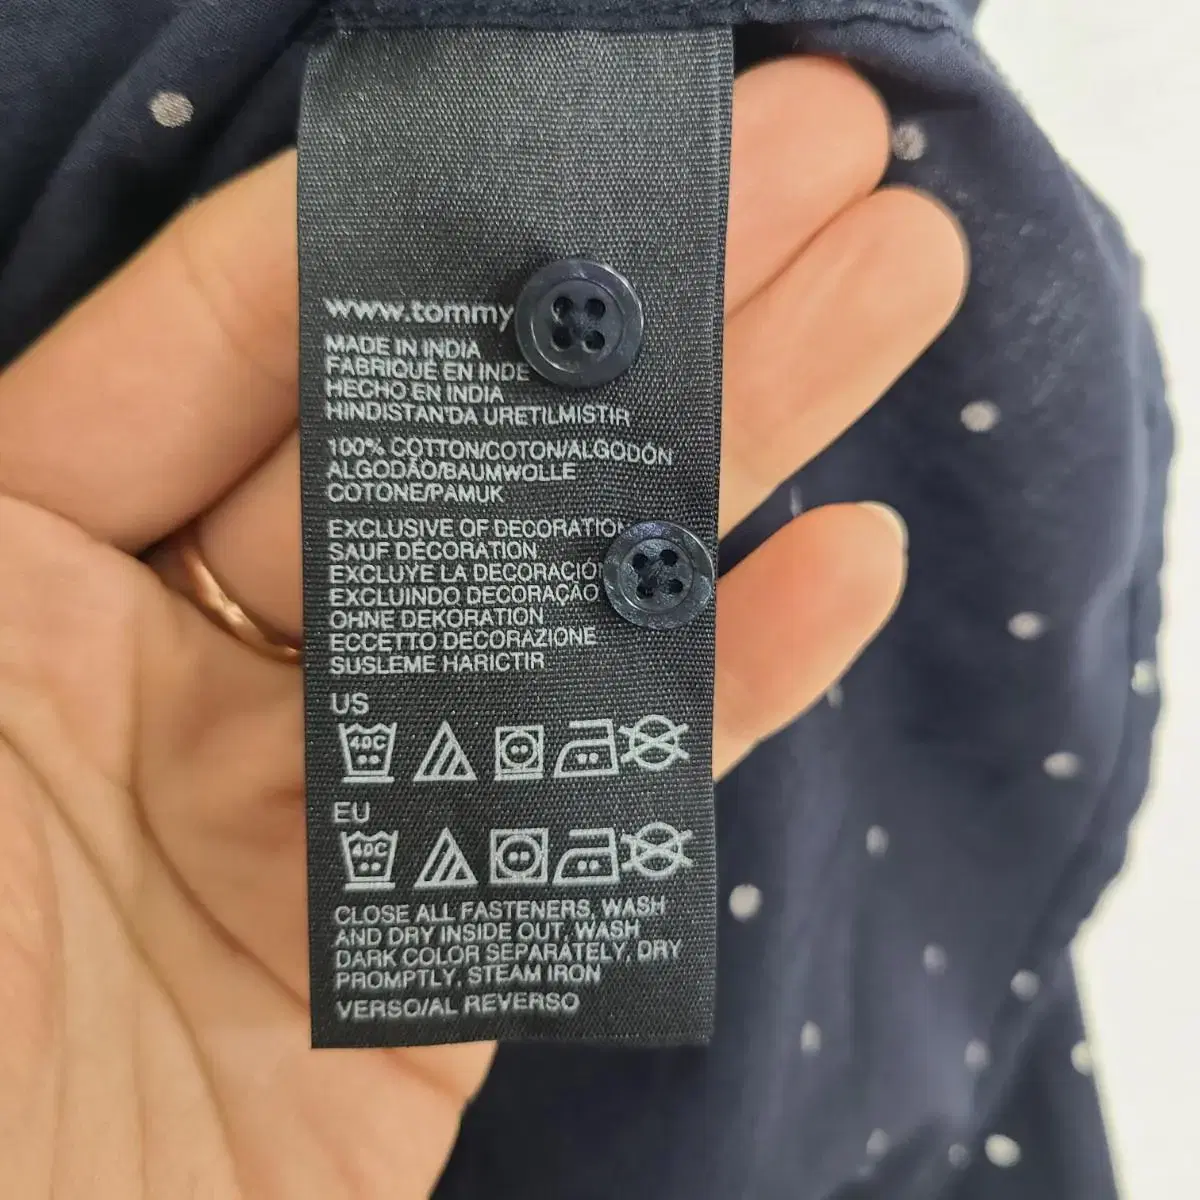 www.tommy
MADE IN INDIA
FABRIQUE EN INDE
HECHO EN INDIA
HINDISTAN'DA URETILMISTIR
100% COTTON/COTON/ALGODÓN
ALGODÃO/BAUMWOLLE
COTONE/PAMUK
EXCLUSIVE OF DECORATION
SAUF DÉCORATION
EXCLUYE LA DECORACIÓN
EXCLUINDO DECORAÇÃO
OHNE DEKORATION
ECCETTO DECORAZIONE
SUSLEME HARICTIR
US
40C
EU
40C
CLOSE ALL FASTENERS, WASH
AND DRY INSIDE OUT, WASH
DARK COLOR SEPARATELY, DRY
PROMPTLY, STEAM IRON
VERSO/AL REVERSO